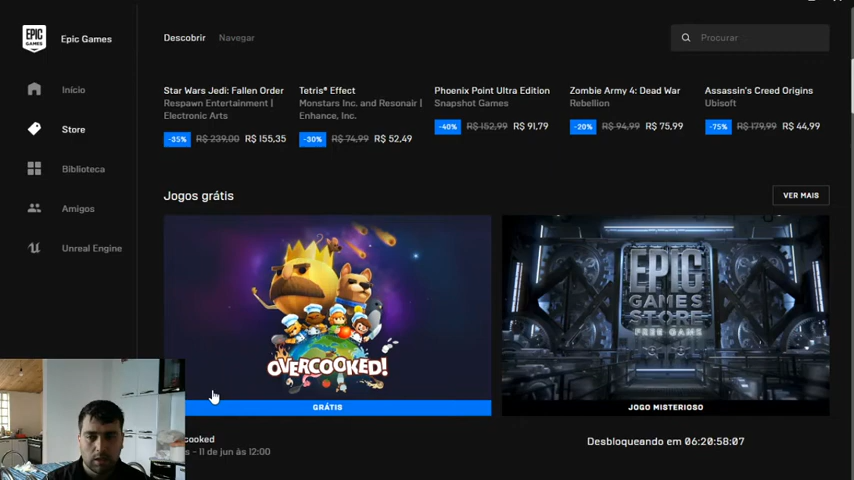 EPIC
GAMES
Epic Games
Descobrir
Navegar
Procurar
Início
Store
Biblioteca
Amigos
Unreal Engine
Star Wars Jedi: Fallen Order
Respawn Entertainment |
Electronic Arts
-35% R$ 239,00 R$ 155,35
Tetris® Effect
Monstars Inc. and Resonair |
Enhance, Inc.
-30% R$ 74,99 R$ 52,49
Phoenix Point Ultra Edition
Snapshot Games
-40% R$ 152,99 R$ 91,79
Zombie Army 4: Dead War
Rebellion
-20% R$ 94,99 R$ 75,99
Assassin's Creed Origins
Ubisoft
-75% R$ 179,99 R$ 44,99
Jogos grátis
VER MAIS
OVERCOOKED!
GRÁTIS
cooked
s - 11 de jun às 12:00
EPIC
GAMES
STORE
FREE GAME
JOGO MISTERIOSO
Desbloqueando em 06:20:58:07